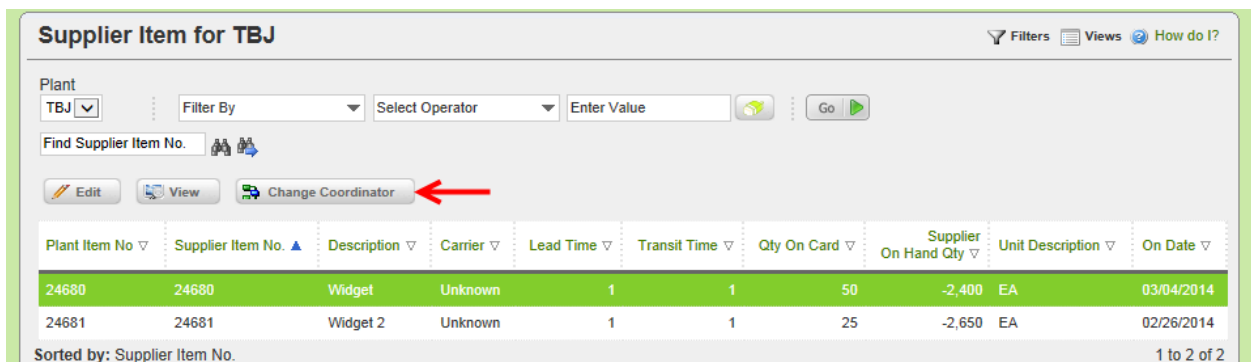 Supplier Item for TBJ
Filters Views How do I?
Plant
TBJ Filter By Select Operator Enter Value Go
Find Supplier Item No.
Edit View Change Coordinator
Plant Item No Supplier Item No. Description Carrier Lead Time Transit Time Qty On Card Supplier On Hand Qty Unit Description On Date
24680 24680 Widget Unknown 1 1 50 -2,400 EA 03/04/2014
24681 24681 Widget 2 Unknown 1 1 25 -2,650 EA 02/26/2014
Sorted by: Supplier Item No. 1 to 2 of 2